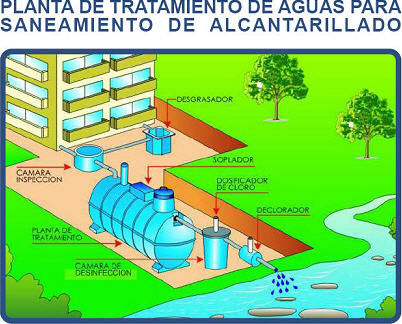 PLANTA DE TRATAMIENTO DE AGUAS PARA
SANEAMIENTO DE ALCANTARILLADO
DESGRASADOR
SOPLADOR
CAMARA
INSPECCION
DOSIFICADOR
DE CLORO
DECLORADOR
PLANTA DE
TRATAMIENTO
CAMARA DE
DESINFECCION